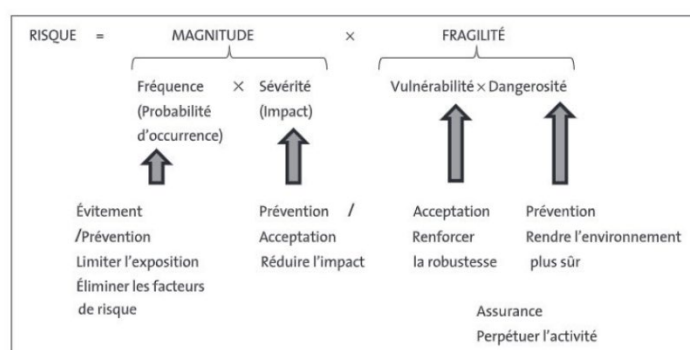 RISQUE = MAGNITUDE × FRAGILITÉ
Fréquence × Sévérité Vulnérabilité × Dangerosité
(Probabilité (Impact)
d'occurrence)
Évitement Prévention / Acceptation Prévention
/Prévention Acceptation Renforcer Rendre l'environnement
Limiter l'exposition Réduire l'impact la robustesse plus sûr
Éliminer les facteurs
de risque
Assurance
Perpétuer l'activité